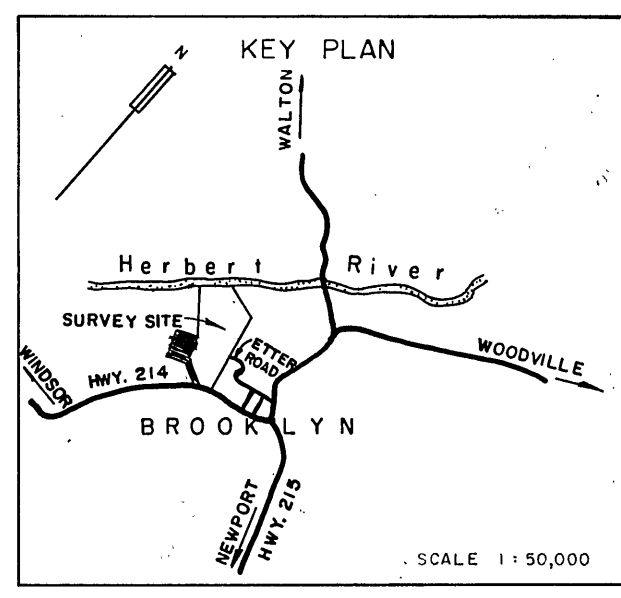 N
KEY PLAN
WALTON
Herbert River
SURVEY SITE
ETTER
ROAD
WOODVILLE
WINDSOR
HWY. 214
BROOKLYN
NEWPORT
HWY. 215
SCALE 1:50,000